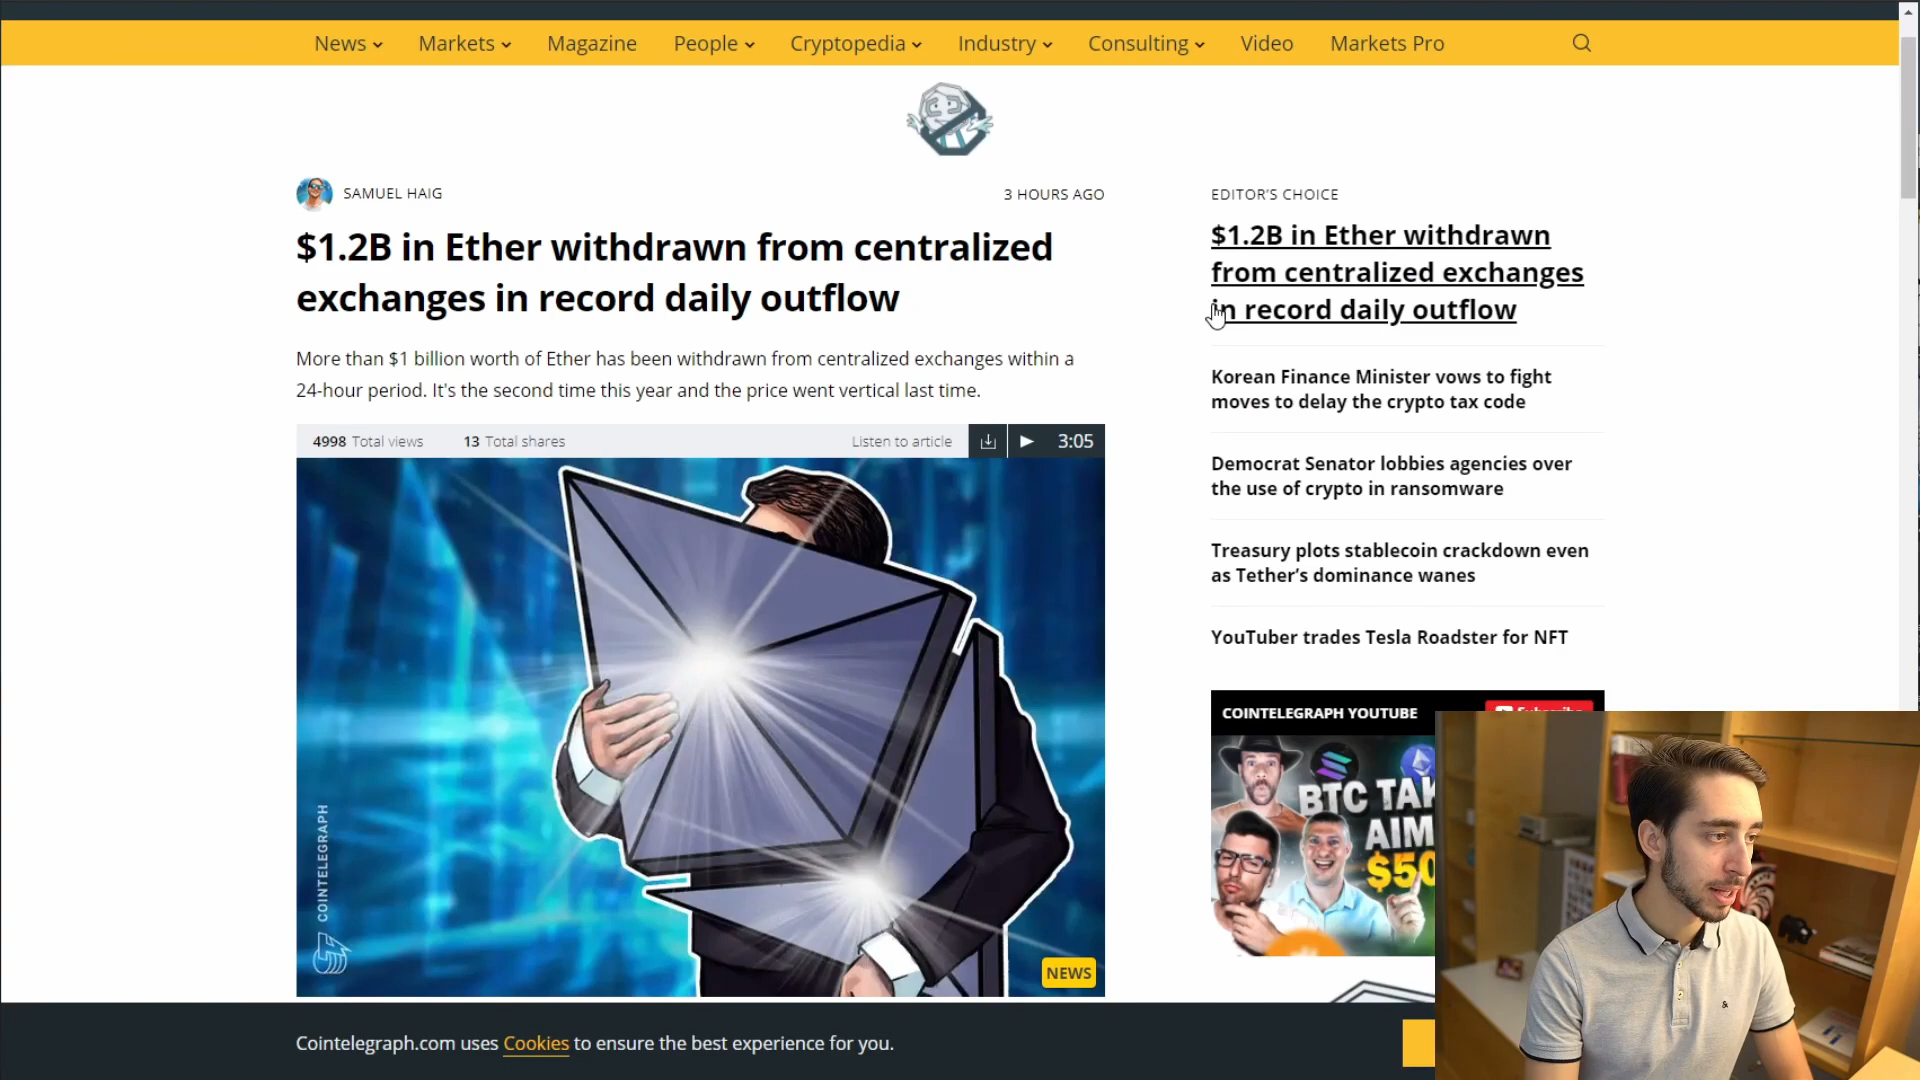 News Markets Magazine People Cryptopedia Industry Consulting Video Markets Pro
SAMUEL HAIG
3 HOURS AGO
$1.2B in Ether withdrawn from centralized
exchanges in record daily outflow
More than $1 billion worth of Ether has been withdrawn from centralized exchanges within a
24-hour period. It's the second time this year and the price went vertical last time.
4998 Total views 13 Total shares Listen to article 3:05
COINTELEGRAPH
NEWS
EDITOR'S CHOICE
$1.2B in Ether withdrawn
from centralized exchanges
in record daily outflow
Korean Finance Minister vows to fight
moves to delay the crypto tax code
Democrat Senator lobbies agencies over
the use of crypto in ransomware
Treasury plots stablecoin crackdown even
as Tether’s dominance wanes
YouTuber trades Tesla Roadster for NFT
COINTELEGRAPH YOUTUBE
BTC
AIM
Cointelegraph.com uses Cookies to ensure the best experience for you.